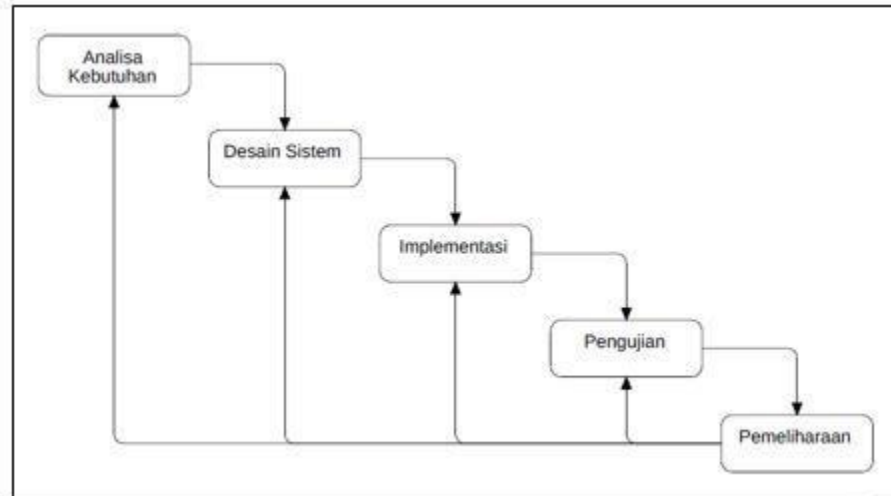 Analisa
Kebutuhan
Desain Sistem
Implementasi
Pengujian
Pemeliharaan